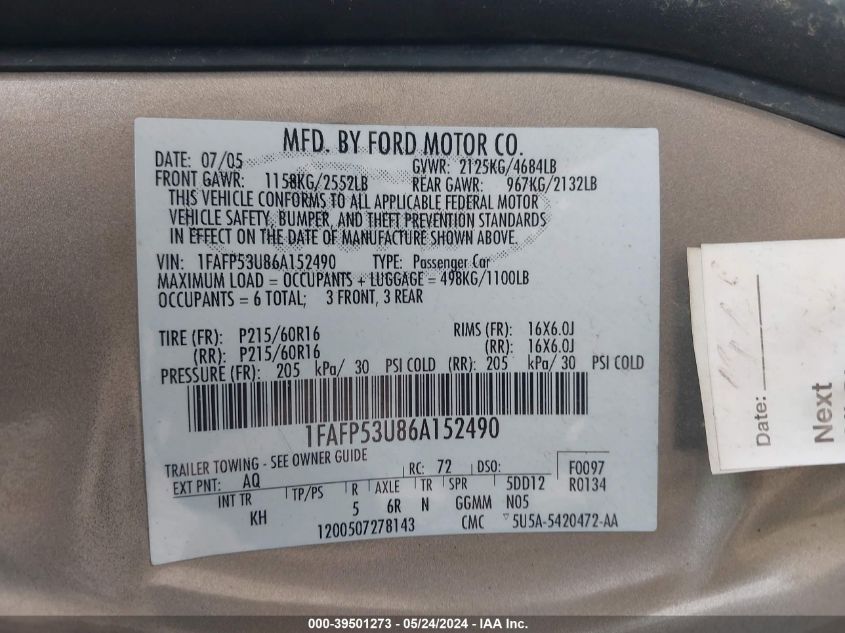 MFD. BY FORD MOTOR CO.
DATE: 07/05 GVWR: 2125KG/4684LB
FRONT GAWR: 1158KG/2552LB REAR GAWR: 967KG/2132LB
THIS VEHICLE CONFORMS TO ALL APPLICABLE FEDERAL MOTOR
VEHICLE SAFETY, BUMPER, AND THEFT PREVENTION STANDARDS
IN EFFECT ON THE DATE OF MANUFACTURE SHOWN ABOVE.
VIN: 1FAFP53U86A152490 TYPE: Passenger Car
MAXIMUM LOAD = OCCUPANTS + LUGGAGE = 498KG/1100LB
OCCUPANTS = 6 TOTAL; 3 FRONT, 3 REAR
TIRE (FR): P215/60R16 RIMS (FR): 16X6.0J
(RR): P215/60R16 (RR): 16X6.0J
PRESSURE (FR): 205 kPa/ 30 PSI COLD (RR): 205 kPa/ 30 PSI COLD
1FAFP53U86A152490
TRAILER TOWING - SEE OWNER GUIDE
EXT PNT: AQ RC: 72 DSO: F0097
R0134
INT TR TP/PS R AXLE TR SPR 5DD12
KH 5 6R N GGMM N05
1200507278143 CMC 5U5A-5420472-AA
Date:
Next
000-39501273 - 05/24/2024 - IAA Inc.